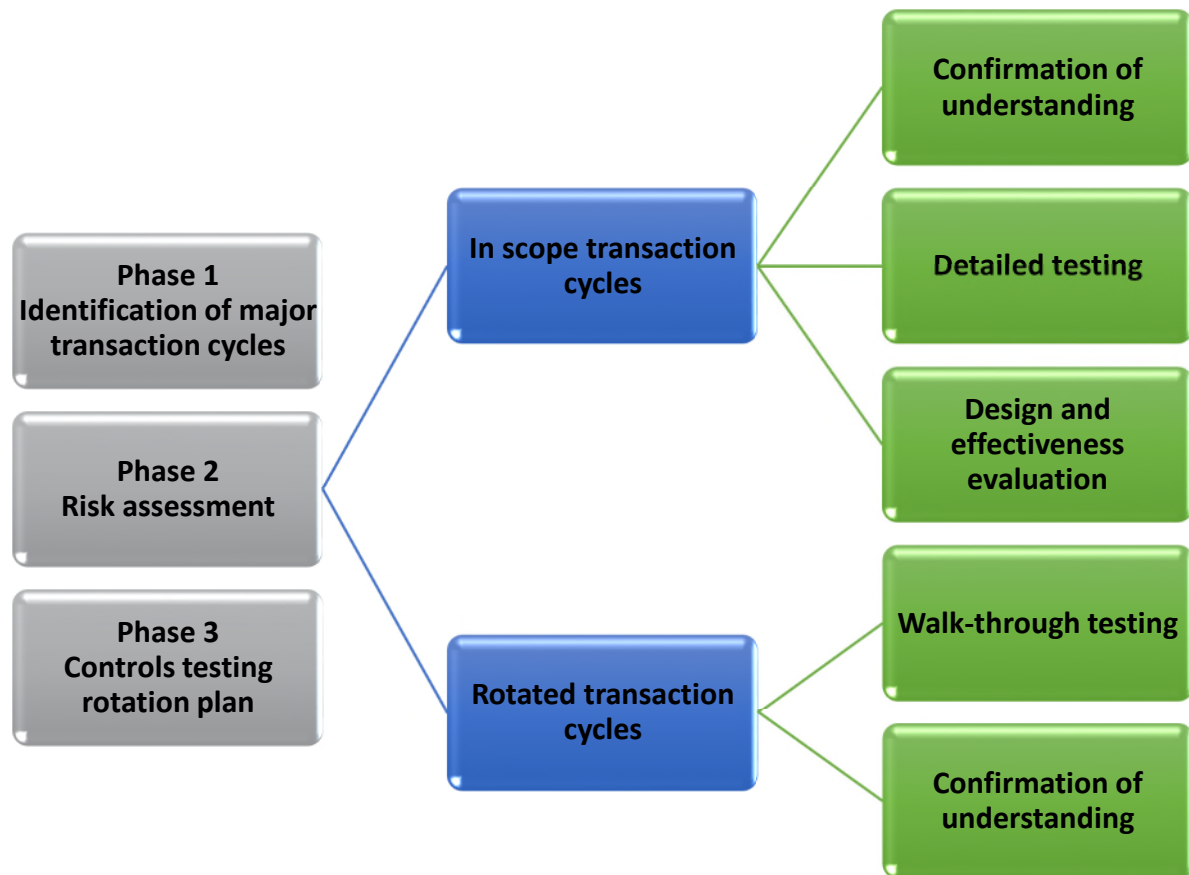 Phase 1
Identification of major
transaction cycles
Phase 2
Risk assessment
Phase 3
Controls testing
rotation plan
In scope transaction
cycles
Rotated transaction
cycles
Confirmation of
understanding
Detailed testing
Design and
effectiveness
evaluation
Walk-through testing
Confirmation of
understanding